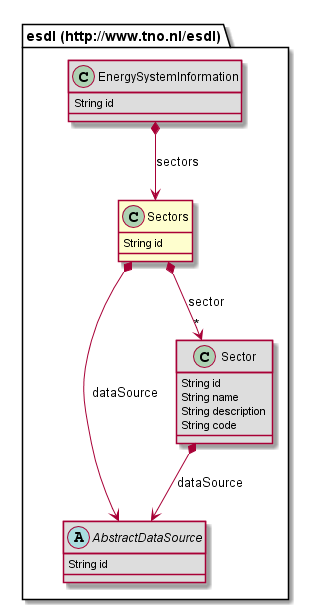 esdl (http://www.tno.nl/esdl)
C EnergySystemInformation
String id
sectors
C Sectors
String id
sector
*
C Sector
String id
String name
String description
String code
dataSource
dataSource
A AbstractDataSource
String id